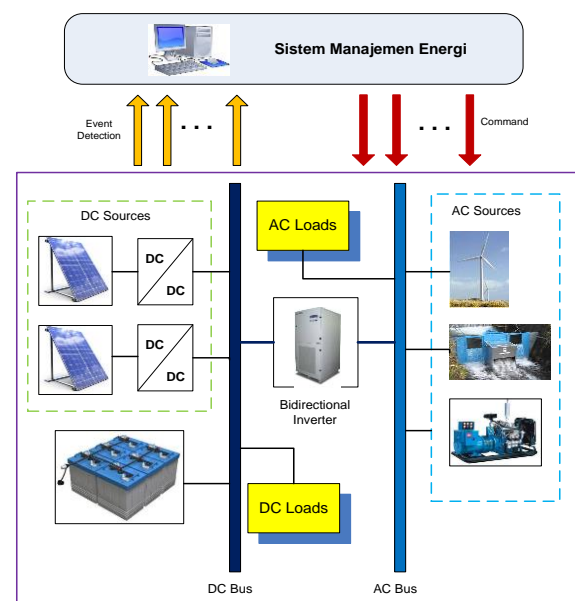 Sistem Manajemen Energi
Event
Detection
. . .
. . .
Command
DC Sources
AC Loads
AC Sources
DC
DC
DC
DC
Bidirectional
Inverter
DC Loads
DC Bus
AC Bus